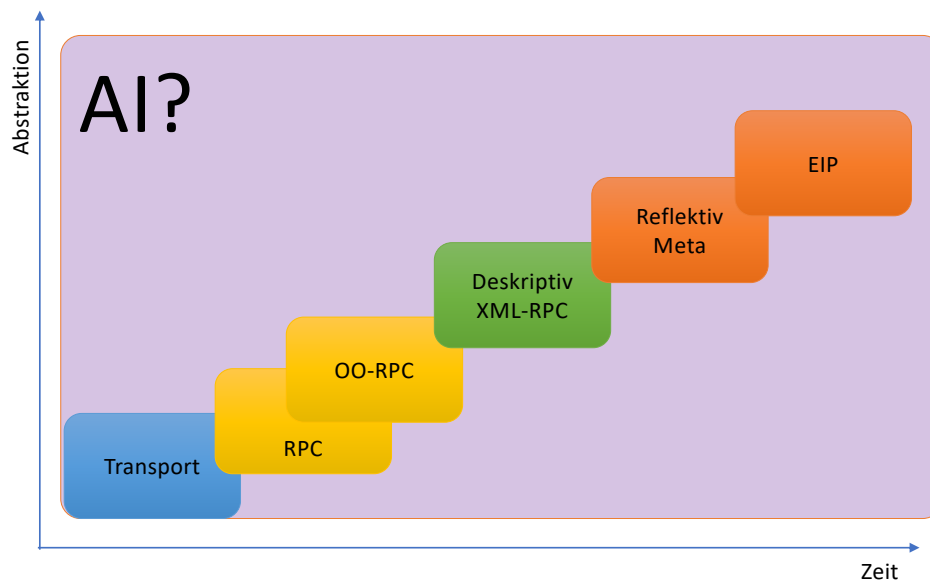 Abstraktion
AI?
EIP
Reflektiv
Meta
Deskriptiv
XML-RPC
OO-RPC
RPC
Transport
Zeit